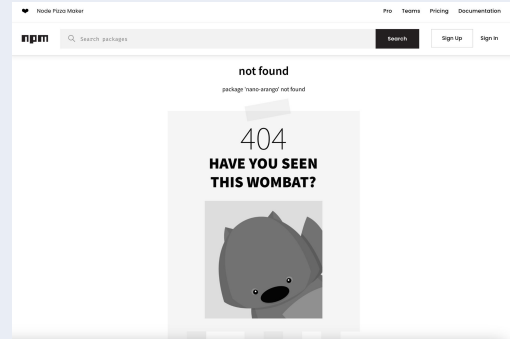 ❤ Node Pizza Maker
Pro Teams Pricing Documentation
npm Search packages Search Sign Up Sign In
not found
package 'nano-arango' not found
404
HAVE YOU SEEN
THIS WOMBAT?